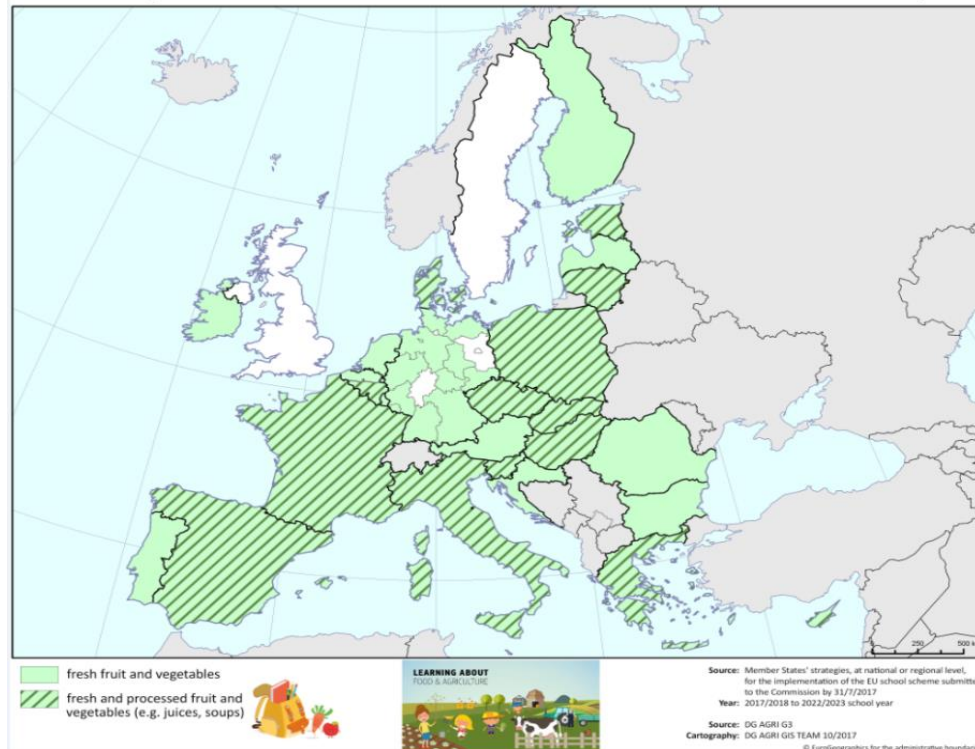 0
250
500 k
fresh fruit and vegetables
fresh and processed fruit and
vegetables (e.g. juices, soups)
LEARNING ABOUT
FOOD & AGRICULTURE
Source: Member States' strategies, at national or regional level,
for the implementation of the EU school scheme submitte
to the Commission by 31/7/2017
Year: 2017/2018 to 2022/2023 school year
Source: DG AGRI G3
Cartography: DG AGRI GIS TEAM 10/2017
© EuroGeographics for the administrative boundar